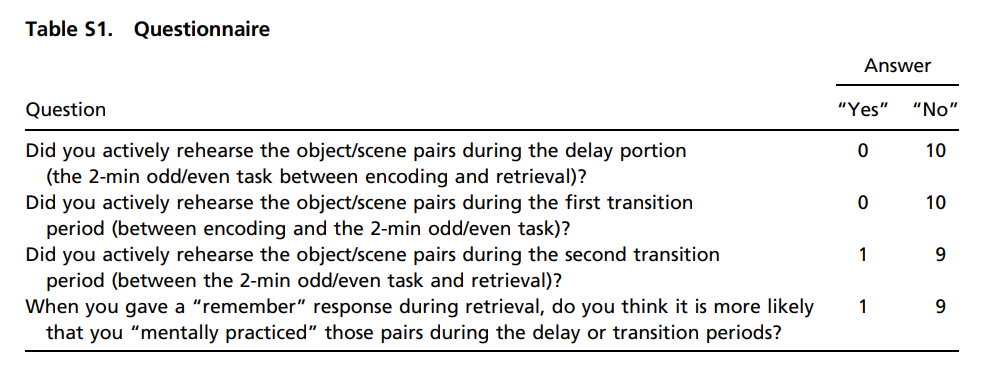 Table S1. Questionnaire
Answer
Question "Yes" "No"
Did you actively rehearse the object/scene pairs during the delay portion 0 10
(the 2-min odd/even task between encoding and retrieval)?
Did you actively rehearse the object/scene pairs during the first transition 0 10
period (between encoding and the 2-min odd/even task)?
Did you actively rehearse the object/scene pairs during the second transition 1 9
period (between the 2-min odd/even task and retrieval)?
When you gave a “remember” response during retrieval, do you think it is more likely 1 9
that you “mentally practiced” those pairs during the delay or transition periods?